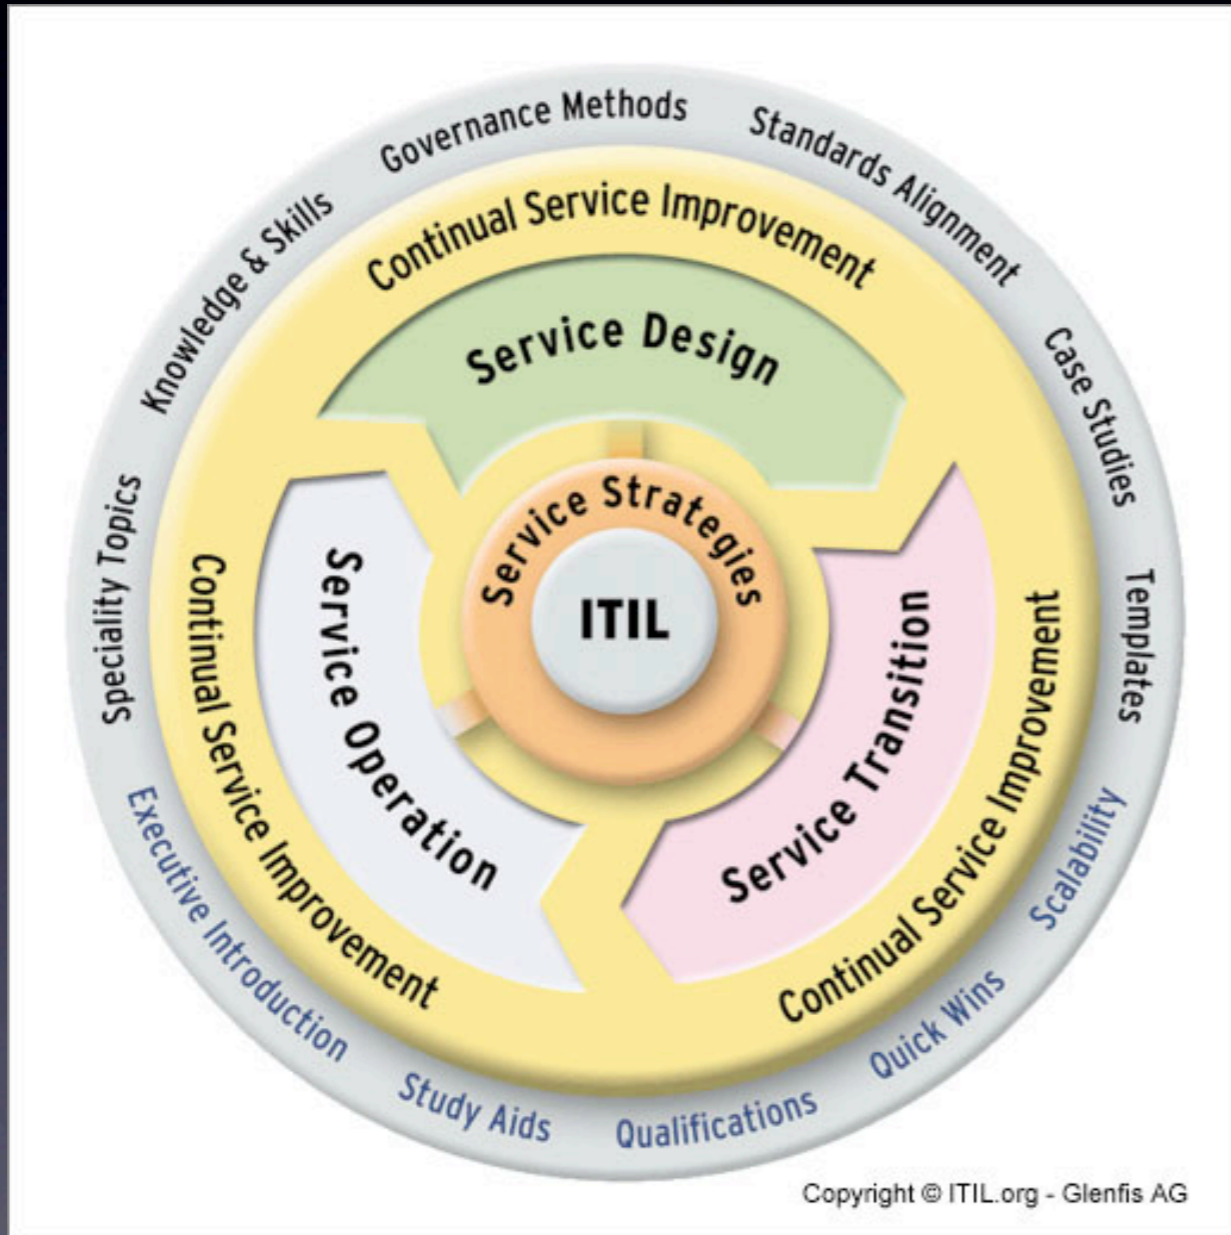 Governance Methods
Standards Alignment
Case Studies
Templates
Scalability
Quick Wins
Qualifications
Study Aids
Executive Introduction
Speciality Topics
Knowledge & Skills
Continual Service Improvement
Continual Service Improvement
Continual Service Improvement
Service Design
Service Transition
Service Operation
Service Strategies
ITIL
Copyright © ITIL.org - Glenfis AG